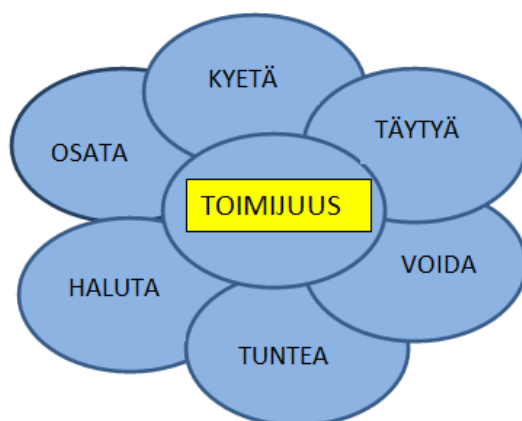 KYETÄ
TÄYTYÄ
OSATA
TOIMIJUUS
VOIDA
HALUTA
TUNTEA